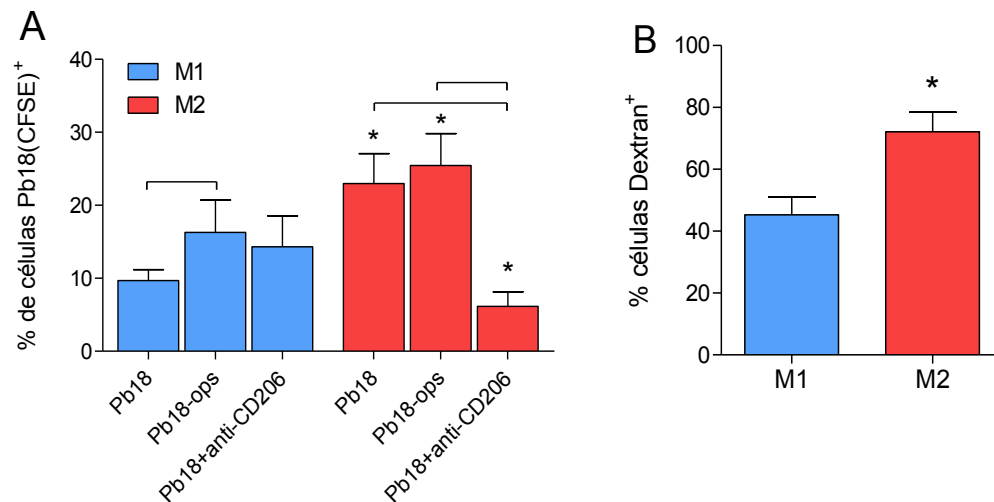 A
% de células Pb18(CFSE)+
40
30
20
10
0
M1
M2
*
*
*
Pb18
Pb18-ops
Pb18+anti-CD206
Pb18
Pb18-ops
Pb18+anti-CD206
B
% células Dextran+
100
80
60
40
20
0
*
M1
M2